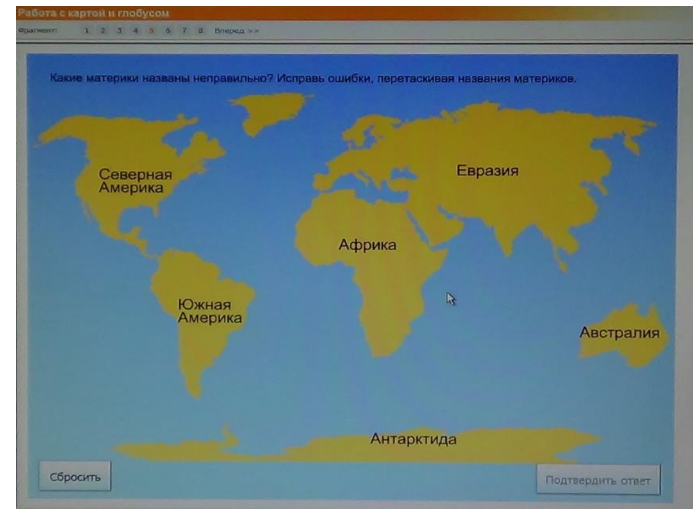 Работа с картой и глобусом
Фрагмент: 1 2 3 4 5 6 7 8 Вперед >>
Какие материки названы неправильно? Исправь ошибки, перетаскивая названия материков.
Северная
Америка
Евразия
Африка
Южная
Америка
Австралия
Антарктида
Сбросить
Подтвердить ответ